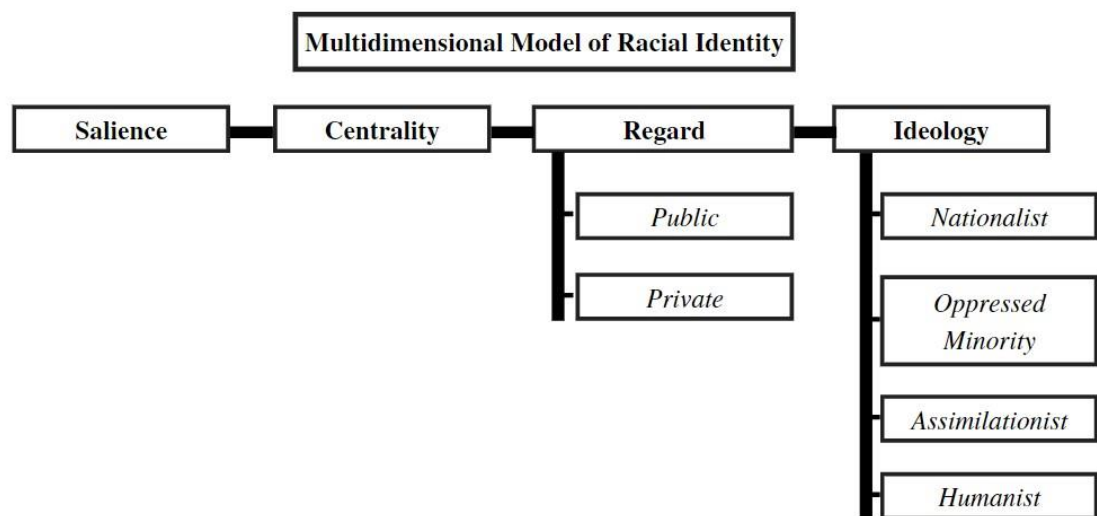 Multidimensional Model of Racial Identity
Salience
Centrality
Regard
Ideology
Public
Private
Nationalist
Oppressed
Minority
Assimilationist
Humanist